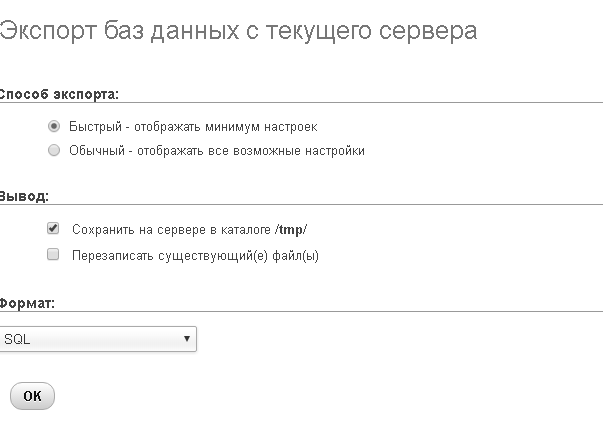 Экспорт баз данных с текущего сервера
Способ экспорта:
Быстрый - отображать минимум настроек
Обычный - отображать все возможные настройки
Вывод:
Сохранить на сервере в каталоге /tmp/
Перезаписать существующий(е) файл(ы)
Формат:
SQL
OK